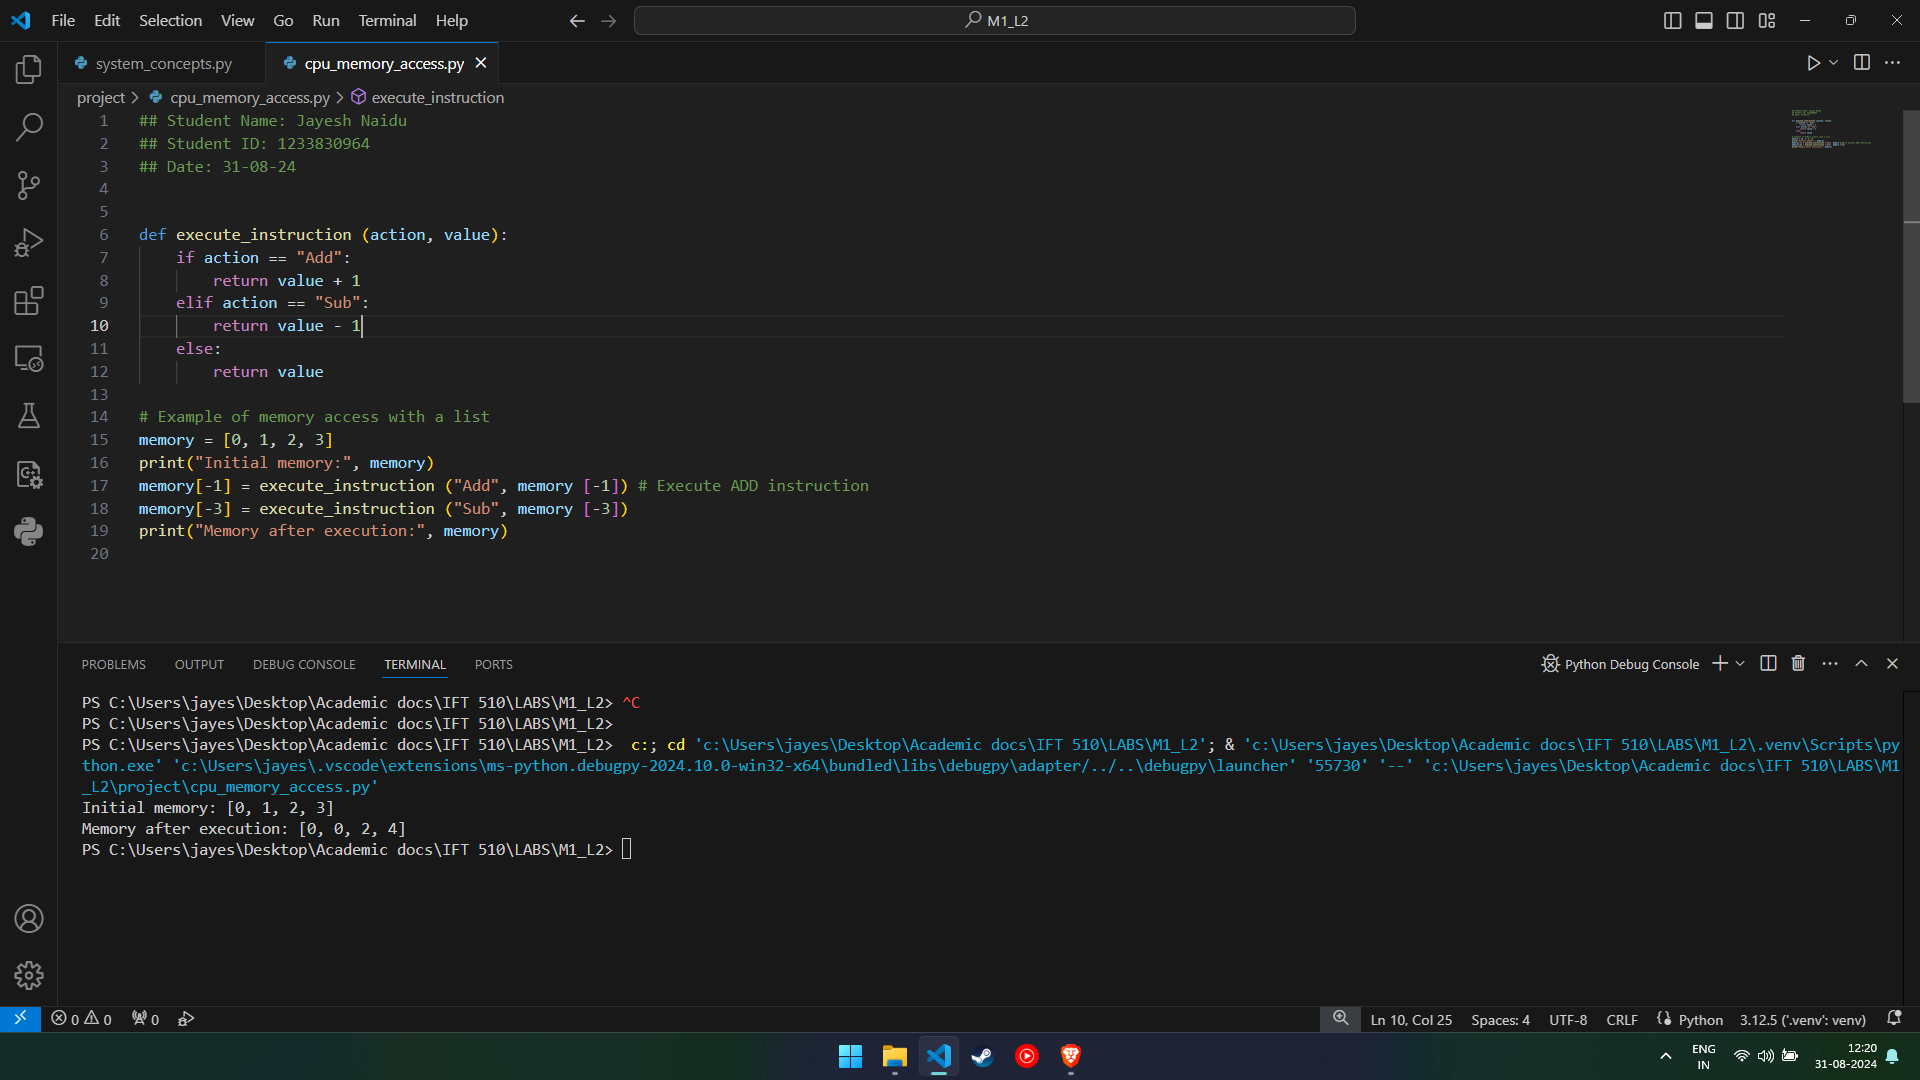 File Edit Selection View Go Run Terminal Help
M1_L2
system_concepts.py
cpu_memory_access.py
project > cpu_memory_access.py > execute_instruction
1 ## Student Name: Jayesh Naidu
2 ## Student ID: 1233830964
3 ## Date: 31-08-24
4
5
6 def execute_instruction (action, value):
7     if action == "Add":
8         return value + 1
9     elif action == "Sub":
10         return value - 1
11     else:
12         return value
13
14 # Example of memory access with a list
15 memory = [0, 1, 2, 3]
16 print("Initial memory:", memory)
17 memory[-1] = execute_instruction ("Add", memory [-1]) # Execute ADD instruction
18 memory[-3] = execute_instruction ("Sub", memory [-3])
19 print("Memory after execution:", memory)
20
PROBLEMS OUTPUT DEBUG CONSOLE TERMINAL PORTS
Python Debug Console
PS C:\Users\jayes\Desktop\Academic docs\IFT 510\LABS\M1_L2> ^C
PS C:\Users\jayes\Desktop\Academic docs\IFT 510\LABS\M1_L2>
PS C:\Users\jayes\Desktop\Academic docs\IFT 510\LABS\M1_L2>  c:; cd 'c:\Users\jayes\Desktop\Academic docs\IFT 510\LABS\M1_L2'; & 'c:\Users\jayes\Desktop\Academic docs\IFT 510\LABS\M1_L2\.venv\Scripts\py
thon.exe' 'c:\Users\jayes\.vscode\extensions\ms-python.debugpy-2024.10.0-win32-x64\bundled\libs\debugpy\adapter/../..\debugpy\launcher' '55730' '--' 'c:\Users\jayes\Desktop\Academic docs\IFT 510\LABS\M1
_L2\project\cpu_memory_access.py'
Initial memory: [0, 1, 2, 3]
Memory after execution: [0, 0, 2, 4]
PS C:\Users\jayes\Desktop\Academic docs\IFT 510\LABS\M1_L2>
0 0 0
Ln 10, Col 25 Spaces: 4 UTF-8 CRLF Python 3.12.5 ('.venv': venv)
ENG
IN
12:20
31-08-2024